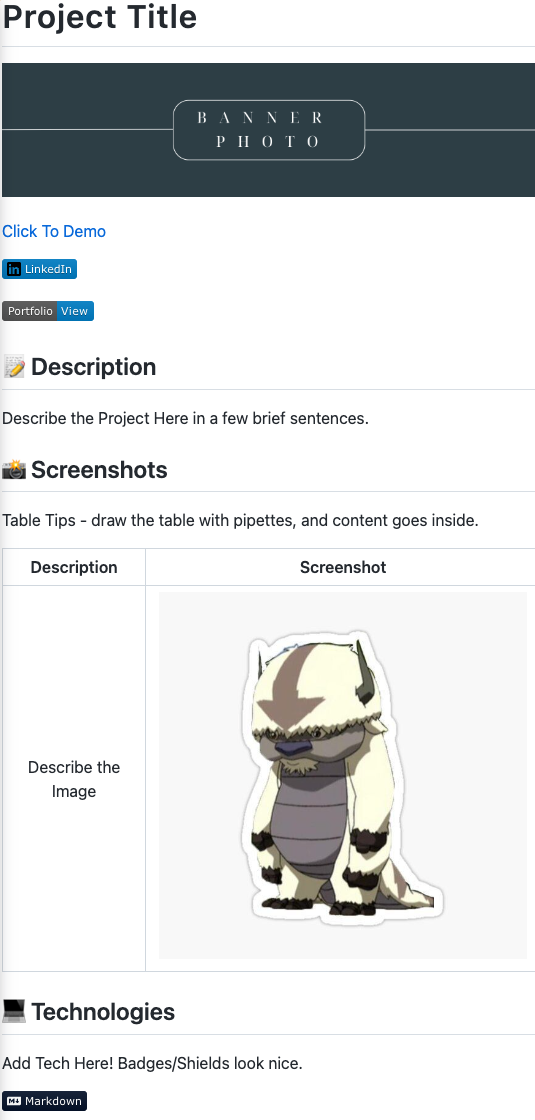 Project Title
BANNER
PHOTO
Click To Demo
in LinkedIn
Portfolio View
Description
Describe the Project Here in a few brief sentences.
Screenshots
Table Tips - draw the table with pipettes, and content goes inside.
Description Screenshot
Describe the
Image
Technologies
Add Tech Here! Badges/Shields look nice.
M Markdown